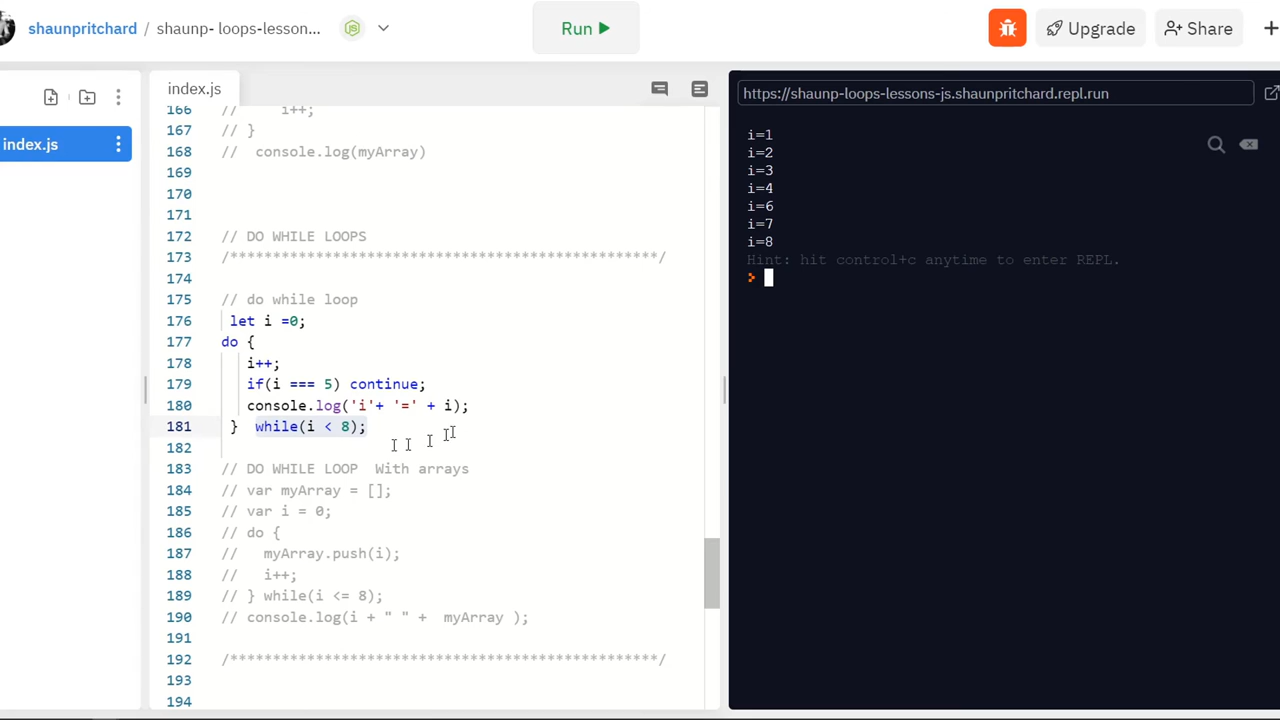 shaunpritchard / shaunp- loops-lesson...
Run
Upgrade
Share
index.js
index.js
166 // i++;
167 // }
168 // console.log(myArray)
169
170
171
172 // DO WHILE LOOPS
173 /**************************************************/
174
175 // do while loop
176 let i =0;
177 do {
178 i++;
179 if(i === 5) continue;
180 console.log('i'+ '=' + i);
181 } while(i < 8);
182
183 // DO WHILE LOOP With arrays
184 // var myArray = [];
185 // var i = 0;
186 // do {
187 // myArray.push(i);
188 // i++;
189 // } while(i <= 8);
190 // console.log(i + " " + myArray );
191
192 /**************************************************/
193
194
https://shaunp-loops-lessons-js.shaunpritchard.repl.run
i=1
i=2
i=3
i=4
i=6
i=7
i=8
Hint: hit control+c anytime to enter REPL.
>